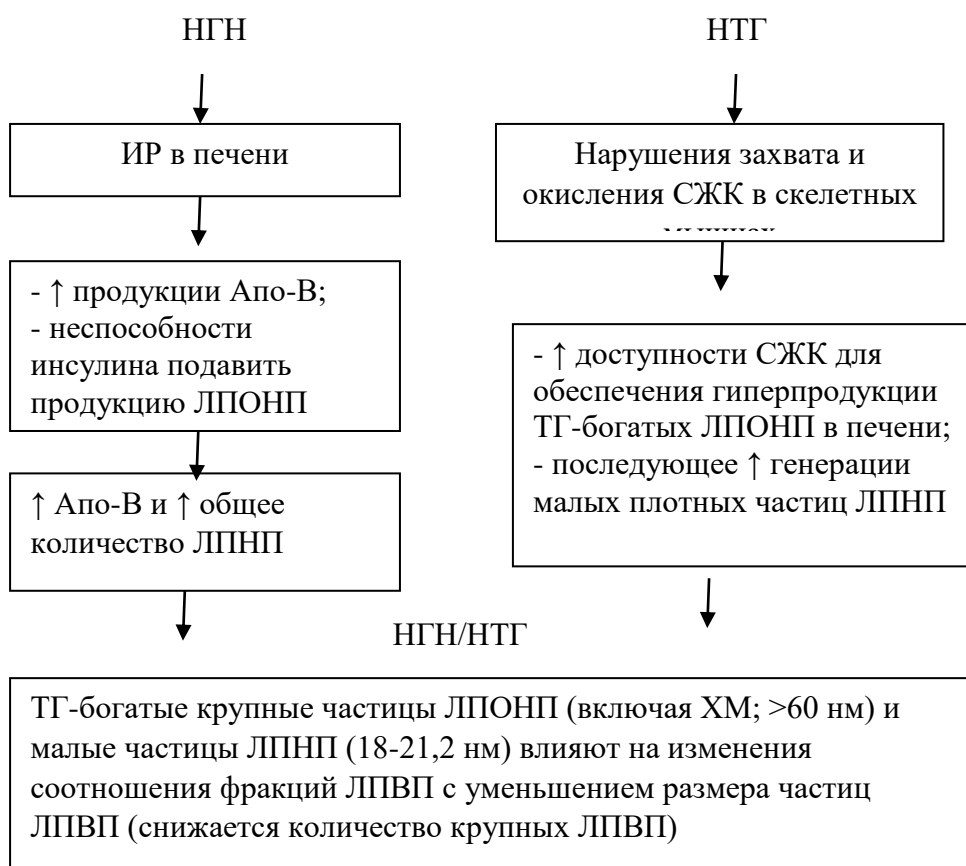 НГН
ИР в печени
- ↑ продукции Апо-В;
- неспособности
инсулина подавить
продукцию ЛПОНП
↑ Апо-В и ↑ общее
количество ЛПНП
НТГ
Нарушения захвата и
окисления СЖК в скелетных
- ↑ доступности СЖК для
обеспечения гиперпродукции
ТГ-богатых ЛПОНП в печени;
- последующее ↑ генерации
малых плотных частиц ЛПНП
НГН/НТГ
ТГ-богатые крупные частицы ЛПОНП (включая ХМ; >60 нм) и
малые частицы ЛПНП (18-21,2 нм) влияют на изменения
соотношения фракций ЛПВП с уменьшением размера частиц
ЛПВП (снижается количество крупных ЛПВП)